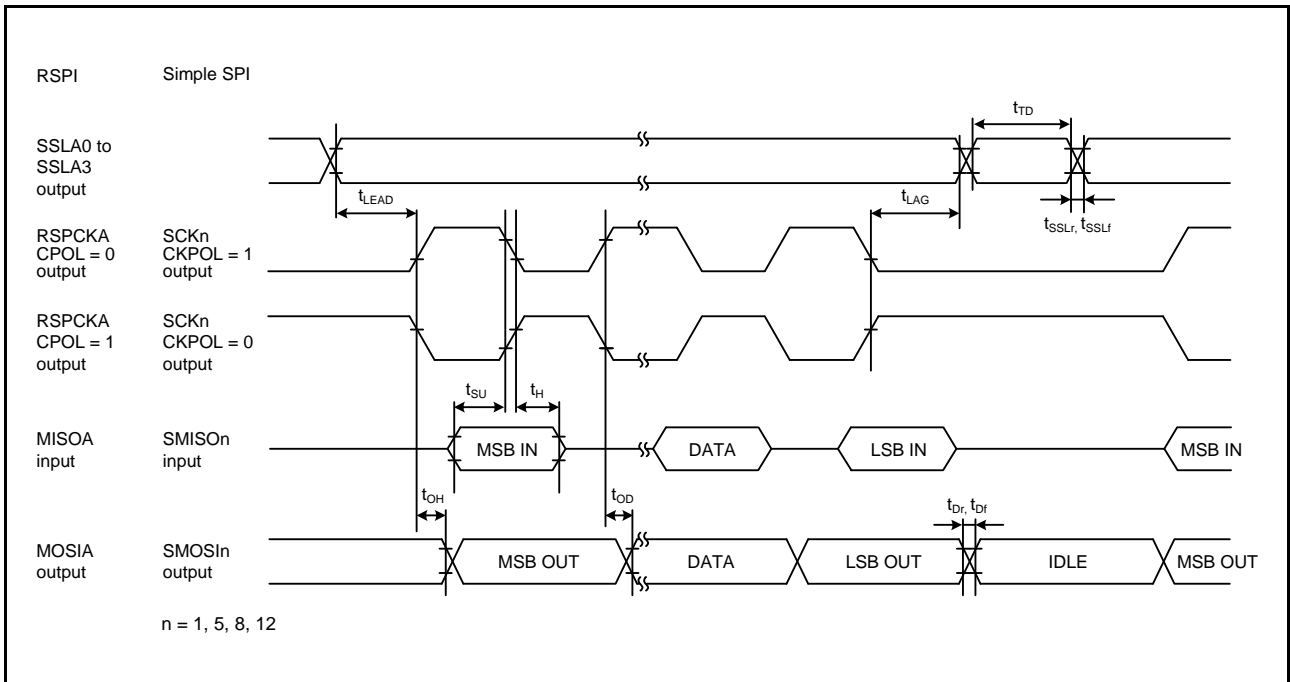 RSPI Simple SPI
tTD
SSLA0 to
SSLA3
output
tLEAD tLAG
tSSLr, tSSLf
RSPCKA SCKn
CPOL = 0 CKPOL = 1
output output
RSPCKA SCKn
CPOL = 1 CKPOL = 0
output output
tSU tH
MISOA SMISOn
input input
MSB IN DATA LSB IN MSB IN
tOH tOD tDr, tDf
MOSIA SMOSIn
output output
MSB OUT DATA LSB OUT IDLE MSB OUT
n = 1, 5, 8, 12